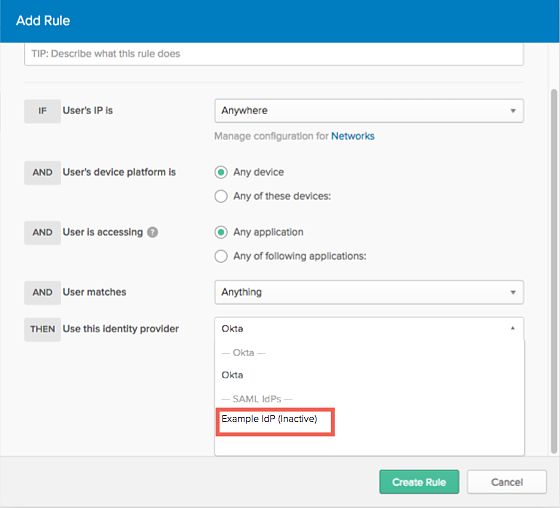 Add Rule
TIP: Describe what this rule does
IF User's IP is Anywhere
Manage configuration for Networks
AND User's device platform is Any device
Any of these devices:
AND User is accessing ? Any application
Any of following applications:
AND User matches Anything
THEN Use this identity provider Okta
— Okta —
Okta
— SAML IdPs —
Example IdP (Inactive)
Create Rule Cancel